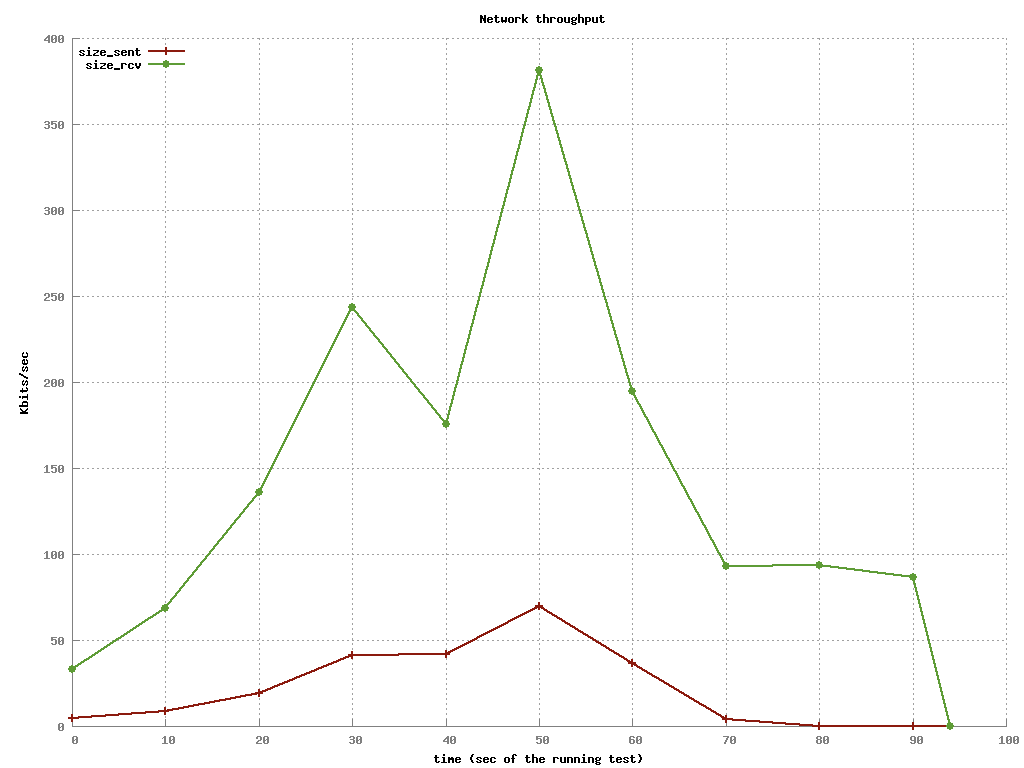 Network throughput
400
size_sent
size_rcv
350
300
250
Kbits/sec
200
150
100
50
0
0 10 20 30 40 50 60 70 80 90 100
time (sec of the running test)